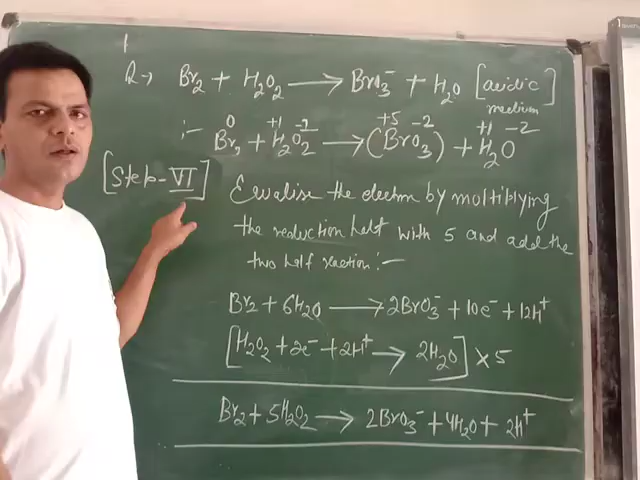 Q→ Br₂ + H₂O₂ ⟶ BrO₃⁻ + H₂O [acidic medium]
0 +1 -1 +5 -2 +1 -2
:- Br₂ + H₂O₂ ⟶ (BrO₃⁻) + H₂O
[Step-VI]
Equalise the electron by multiplying
the reduction half with 5 and add the
two half reaction:-
Br₂ + 6H₂O ⟶ 2BrO₃⁻ + 10e⁻ + 12H⁺
[H₂O₂ + 2e⁻ + 2H⁺ ⟶ 2H₂O] × 5
Br₂ + 5H₂O₂ ⟶ 2BrO₃⁻ + 4H₂O + 2H⁺